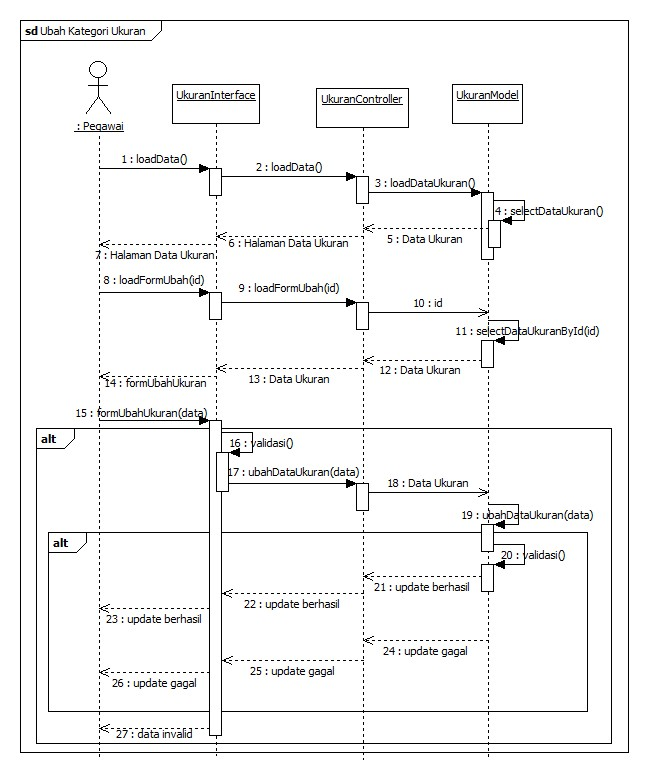 sd Ubah Kategori Ukuran
: Pegawai
UkuranInterface
UkuranController
UkuranModel
1 : loadData()
2 : loadData()
3 : loadDataUkuran()
4 : selectDataUkuran()
5 : Data Ukuran
6 : Halaman Data Ukuran
7 : Halaman Data Ukuran
8 : loadFormUbah(id)
9 : loadFormUbah(id)
10 : id
11 : selectDataUkuranById(id)
12 : Data Ukuran
13 : Data Ukuran
14 : formUbahUkuran
15 : formUbahUkuran(data)
alt
16 : validasi()
17 : ubahDataUkuran(data)
18 : Data Ukuran
19 : ubahDataUkuran(data)
alt
20 : validasi()
21 : update berhasil
22 : update berhasil
23 : update berhasil
24 : update gagal
25 : update gagal
26 : update gagal
27 : data invalid